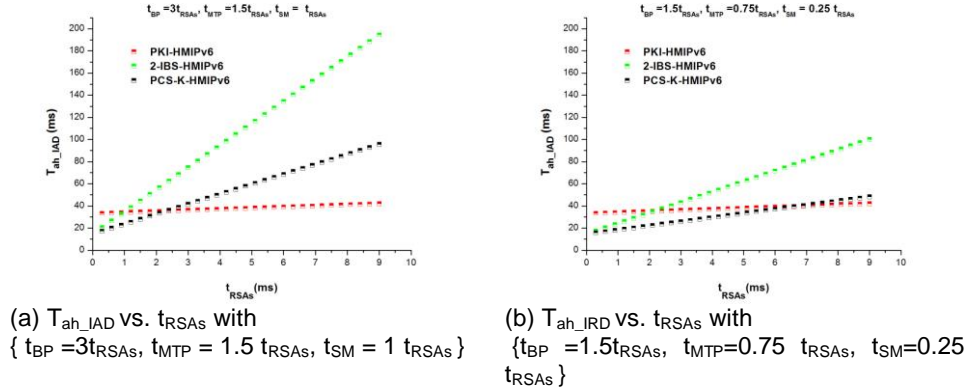 t_BP =3t_RSAs, t_MTP =1.5t_RSAs, t_SM = t_RSAs
200
180
160
140
120
100
80
60
40
20
0
T_ah_IAD (ms)
PKI-HMIPv6
2-IBS-HMIPv6
PCS-K-HMIPv6
0 1 2 3 4 5 6 7 8 9 10
t_RSAs (ms)
(a) T_ah_IAD vs. t_RSAs with
{ t_BP =3t_RSAs, t_MTP = 1.5 t_RSAs, t_SM = 1 t_RSAs }
t_BP =1.5t_RSAs, t_MTP =0.75t_RSAs, t_SM = 0.25 t_RSAs
200
180
160
140
120
100
80
60
40
20
0
T_ah_IAD (ms)
PKI-HMIPv6
2-IBS-HMIPv6
PCS-K-HMIPv6
0 1 2 3 4 5 6 7 8 9 10
t_RSAs (ms)
(b) T_ah_IRD vs. t_RSAs with
{t_BP =1.5t_RSAs, t_MTP=0.75 t_RSAs, t_SM=0.25
t_RSAs }